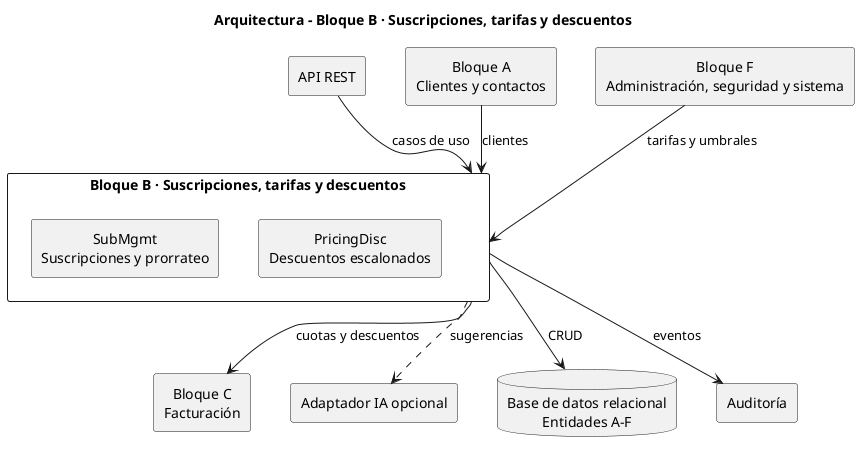 Arquitectura - Bloque B · Suscripciones, tarifas y descuentos
API REST
Bloque A
Clientes y contactos
Bloque F
Administración, seguridad y sistema
casos de uso
clientes
tarifas y umbrales
Bloque B · Suscripciones, tarifas y descuentos
SubMgmt
Suscripciones y prorrateo
PricingDisc
Descuentos escalonados
cuotas y descuentos
sugerencias
CRUD
eventos
Bloque C
Facturación
Adaptador IA opcional
Base de datos relacional
Entidades A-F
Auditoría